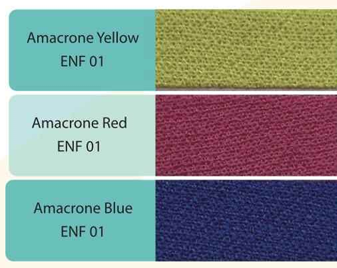 Amacrone Yellow
ENF 01
Amacrone Red
ENF 01
Amacrone Blue
ENF 01